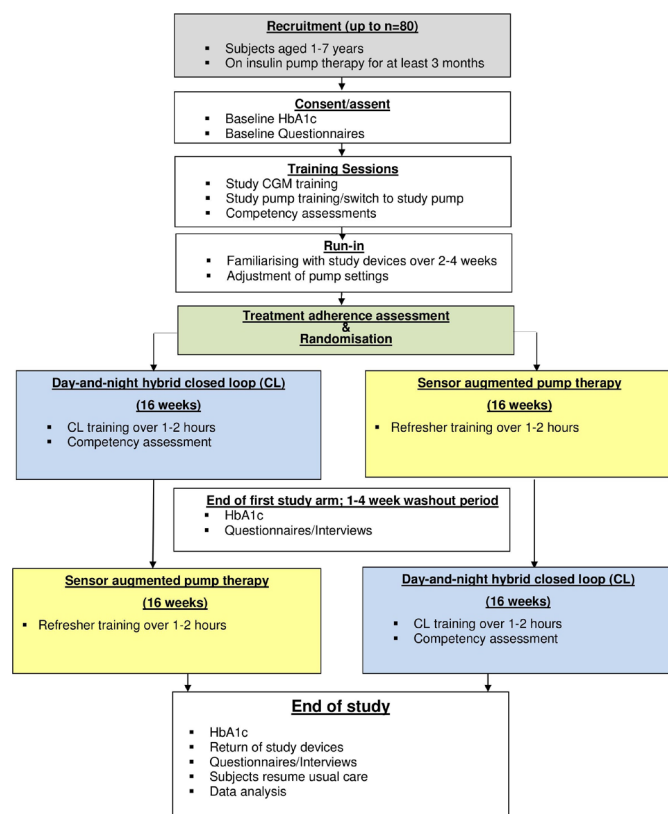 Recruitment (up to n=80)
▪ Subjects aged 1-7 years
▪ On insulin pump therapy for at least 3 months
Consent/assent
▪ Baseline HbA1c
▪ Baseline Questionnaires
Training Sessions
▪ Study CGM training
▪ Study pump training/switch to study pump
▪ Competency assessments
Run-in
▪ Familiarising with study devices over 2-4 weeks
▪ Adjustment of pump settings
Treatment adherence assessment
&
Randomisation
Day-and-night hybrid closed loop (CL)
(16 weeks)
▪ CL training over 1-2 hours
▪ Competency assessment
Sensor augmented pump therapy
(16 weeks)
▪ Refresher training over 1-2 hours
End of first study arm; 1-4 week washout period
▪ HbA1c
▪ Questionnaires/Interviews
Sensor augmented pump therapy
(16 weeks)
▪ Refresher training over 1-2 hours
Day-and-night hybrid closed loop (CL)
(16 weeks)
▪ CL training over 1-2 hours
▪ Competency assessment
End of study
▪ HbA1c
▪ Return of study devices
▪ Questionnaires/Interviews
▪ Subjects resume usual care
▪ Data analysis